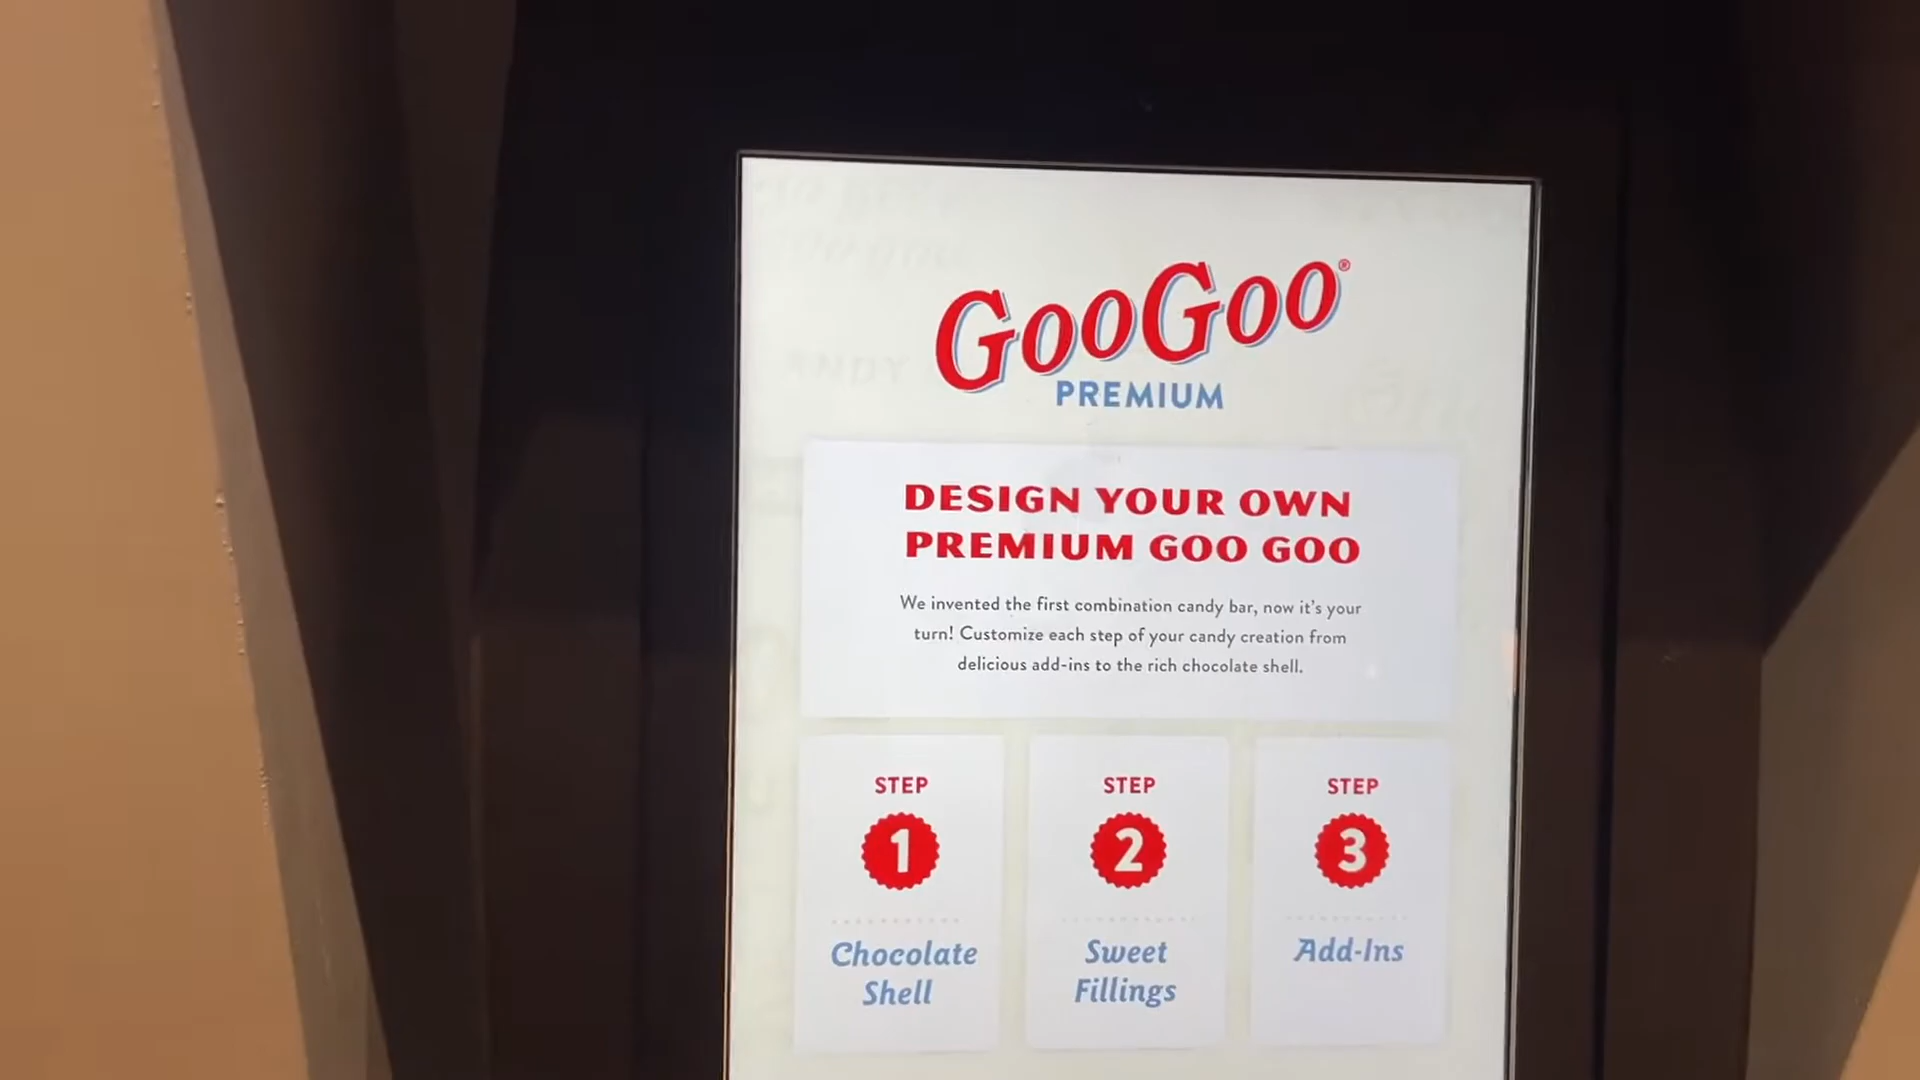 GooGoo®
PREMIUM
DESIGN YOUR OWN
PREMIUM GOO GOO
We invented the first combination candy bar, now it's your
turn! Customize each step of your candy creation from
delicious add-ins to the rich chocolate shell.
STEP
1
Chocolate
Shell
STEP
2
Sweet
Fillings
STEP
3
Add-Ins